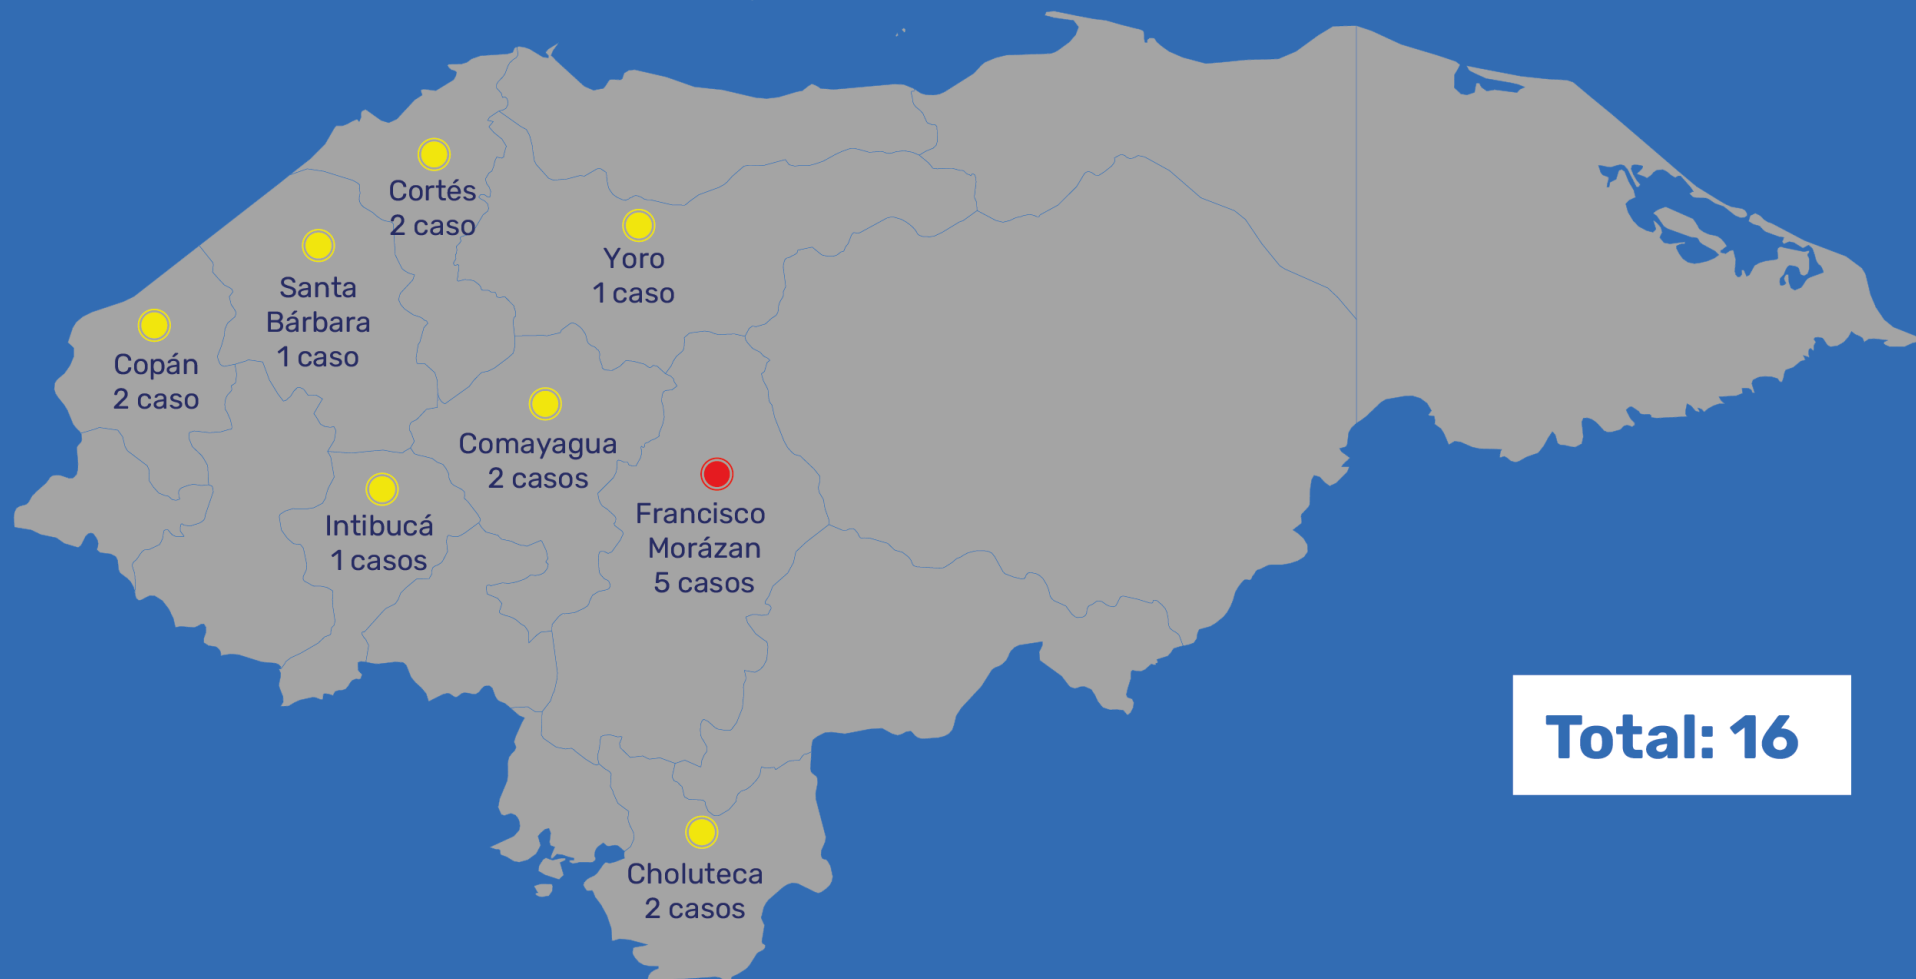 Cortés
2 caso
Yoro
1 caso
Santa
Bárbara
1 caso
Copán
2 caso
Comayagua
2 casos
Intibucá
1 casos
Francisco
Morázan
5 casos
Total: 16
Choluteca
2 casos